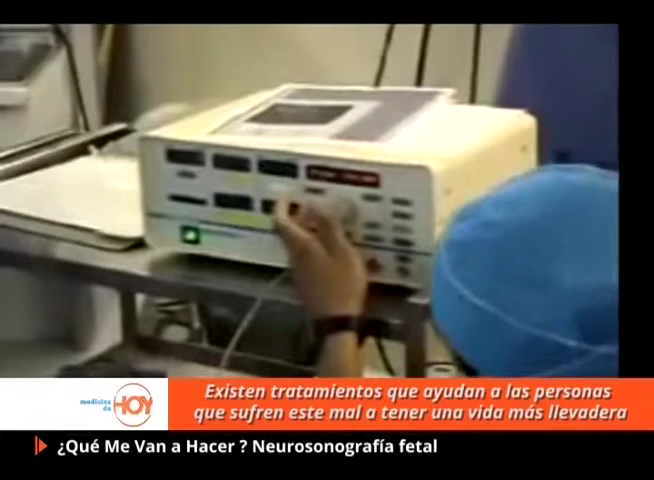 medicina
de
HOY
Existen tratamientos que ayudan a las personas
que sufren este mal a tener una vida más llevadera
¿Qué Me Van a Hacer ? Neurosonografía fetal